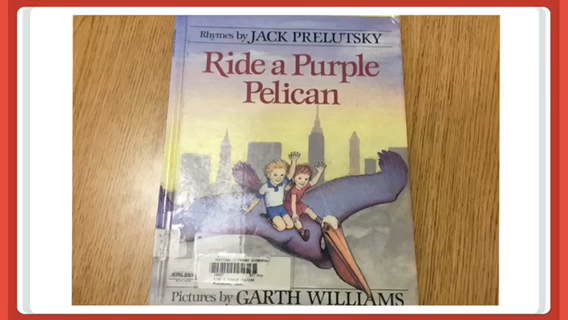 Rhymes by JACK PRELUTSKY
Ride a Purple
Pelican
Pictures by GARTH WILLIAMS